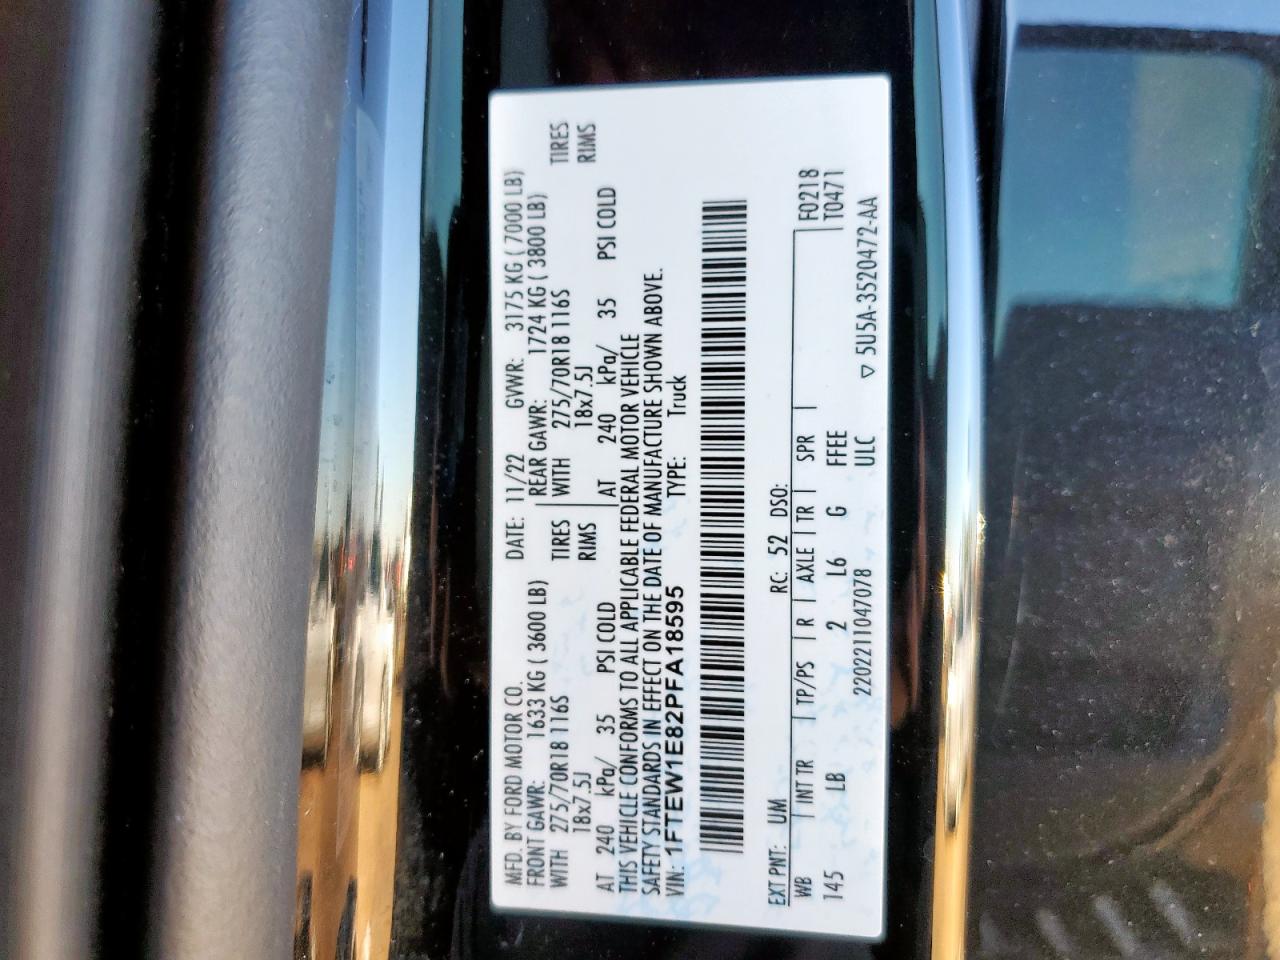 MFD. BY FORD MOTOR CO. DATE: 11/22 GVWR: 3175 KG ( 7000 LB)
FRONT GAWR: 1633 KG ( 3600 LB) REAR GAWR: 1724 KG ( 3800 LB)
WITH 275/70R18 116S TIRES WITH 275/70R18 116S TIRES
18x7.5J RIMS 18x7.5J RIMS
AT 240 kPa/ 35 PSI COLD AT 240 kPa/ 35 PSI COLD
THIS VEHICLE CONFORMS TO ALL APPLICABLE FEDERAL MOTOR VEHICLE
SAFETY STANDARDS IN EFFECT ON THE DATE OF MANUFACTURE SHOWN ABOVE.
VIN: 1FTEW1E82PFA18595 TYPE: Truck
EXT PNT: UM RC: 52 DSO:
WB INT TR TP/PS R AXLE TR SPR F0218
145 LB 2 L6 G FFEE T0471
2202211047078 ULC ▽ 5U5A-3520472-AA